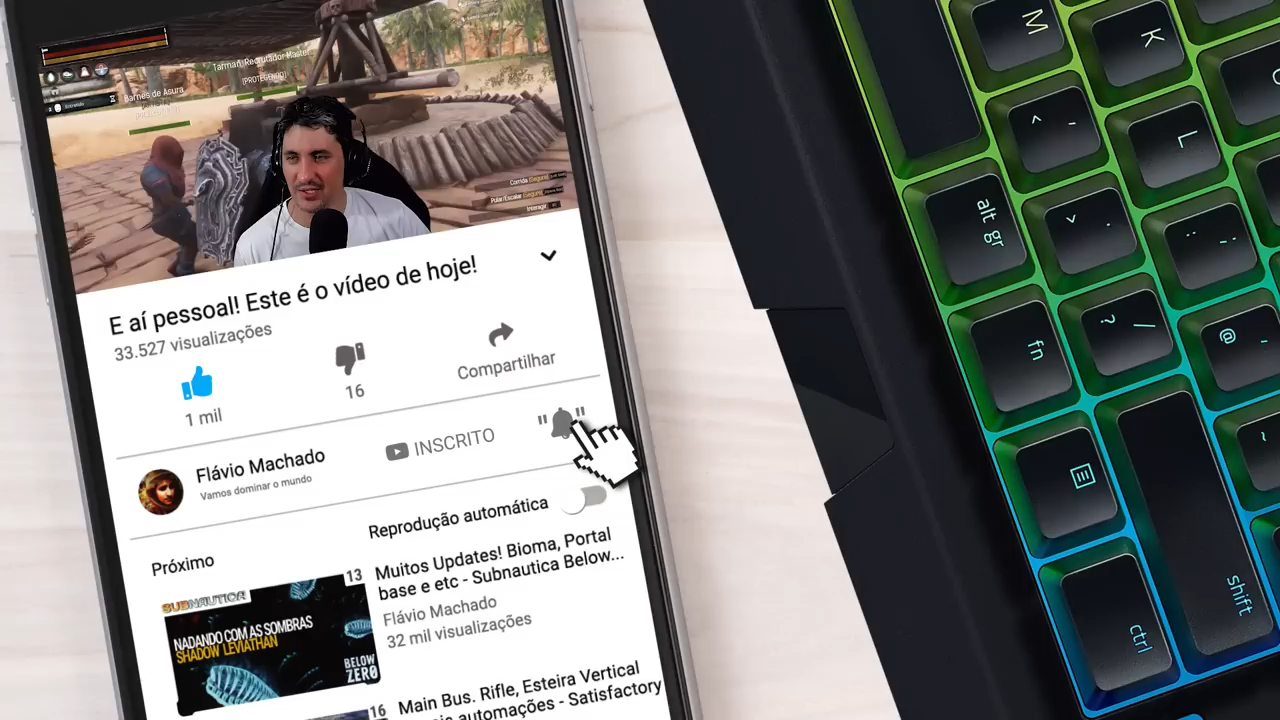 Tarman, Recrutador Master
(PROTEGENDO)
Barnes de Asura
E aí pessoal! Este é o vídeo de hoje!
33.527 visualizações
1 mil
16
Compartilhar
Flávio Machado
Vamos dominar o mundo
INSCRITO
Reprodução automática
Próximo
SUBNAUTICA
13
NADANDO COM AS SOMBRAS
SHADOW LEVIATHAN
BELOW
ZERO
Muitos Updates! Bioma, Portal
base e etc - Subnautica Below...
Flávio Machado
32 mil visualizações
16
Main Bus. Rifle, Esteira Vertical
automações - Satisfactory
M
K
L
alt gr
fn
? /
@
shift
ctrl